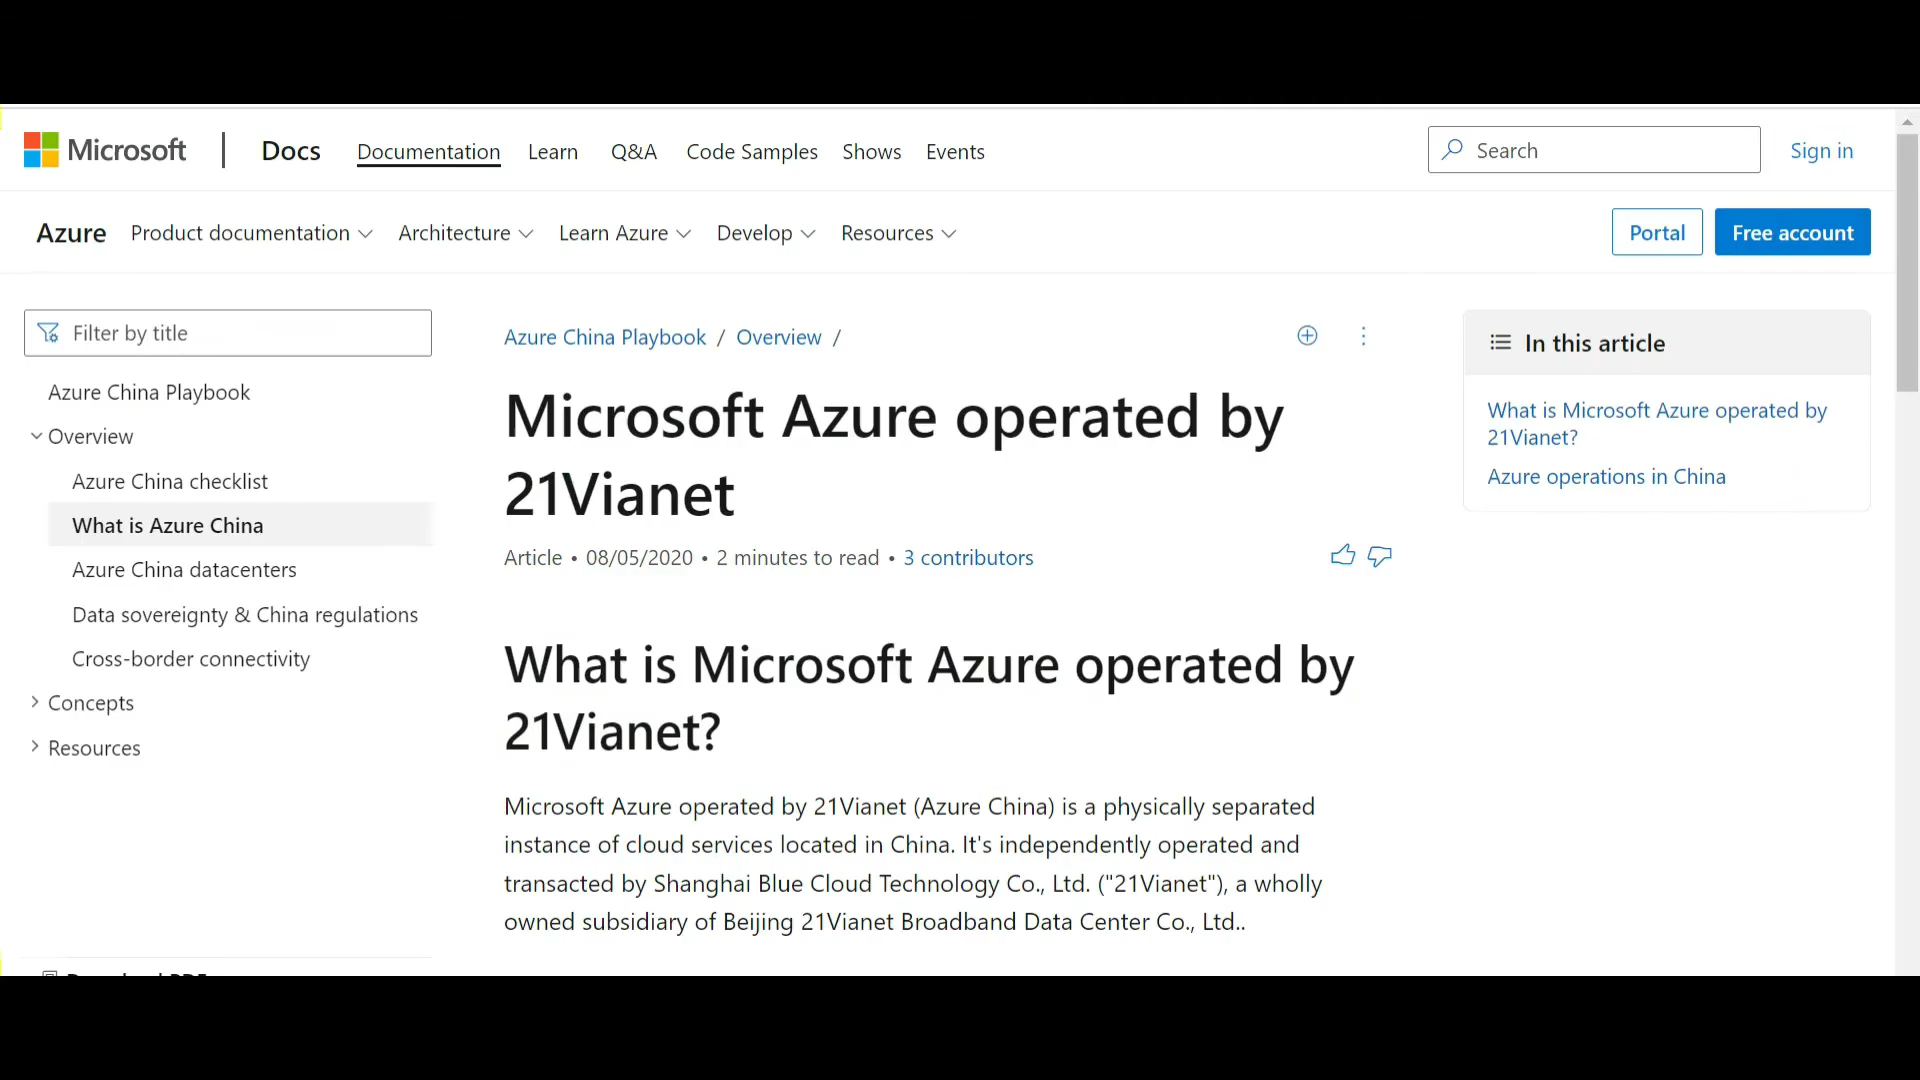 Microsoft | Docs Documentation Learn Q&A Code Samples Shows Events Search Sign in
Azure Product documentation Architecture Learn Azure Develop Resources Portal Free account
Filter by title
Azure China Playbook
Overview
Azure China checklist
What is Azure China
Azure China datacenters
Data sovereignty & China regulations
Cross-border connectivity
Concepts
Resources
Azure China Playbook / Overview /
Microsoft Azure operated by
21Vianet
Article • 08/05/2020 • 2 minutes to read • 3 contributors
What is Microsoft Azure operated by
21Vianet?
Microsoft Azure operated by 21Vianet (Azure China) is a physically separated
instance of cloud services located in China. It's independently operated and
transacted by Shanghai Blue Cloud Technology Co., Ltd. ("21Vianet"), a wholly
owned subsidiary of Beijing 21Vianet Broadband Data Center Co., Ltd..
In this article
What is Microsoft Azure operated by
21Vianet?
Azure operations in China